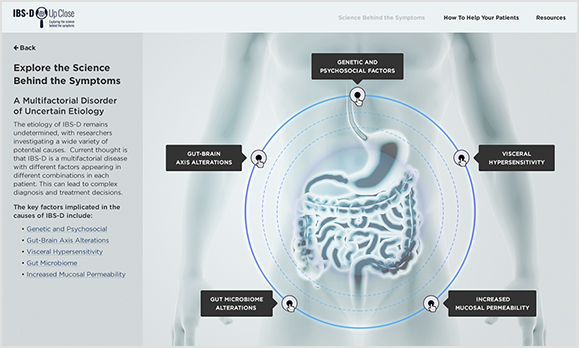 IBS-D Up Close
Exploring the science
behind the symptoms
Science Behind the Symptoms
How To Help Your Patients
Resources
Back
Explore the Science
Behind the Symptoms
A Multifactorial Disorder
of Uncertain Etiology
The etiology of IBS-D remains
undetermined, with researchers
investigating a wide variety of
potential causes. Current thought is
that IBS-D is a multifactorial disease
with different factors appearing in
different combinations in each
patient. This can lead to complex
diagnosis and treatment decisions.
The key factors implicated in the
causes of IBS-D include:
• Genetic and Psychosocial
• Gut-Brain Axis Alterations
• Visceral Hypersensitivity
• Gut Microbiome
• Increased Mucosal Permeability
GENETIC AND
PSYCHOSOCIAL FACTORS
GUT-BRAIN
AXIS ALTERATIONS
VISCERAL
HYPERSENSITIVITY
GUT MICROBIOME
ALTERATIONS
INCREASED
MUCOSAL PERMEABILITY